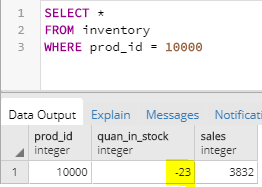 1 SELECT *
2 FROM inventory
3 WHERE prod_id = 10000
Data Output Explain Messages Notificati
prod_id quan_in_stock sales
integer integer integer
1 10000 -23 3832